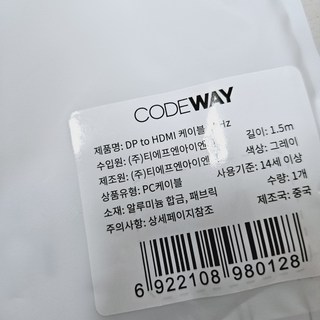 CODEWAY
제품명: DP to HDMI 케이블 Hz 길이: 1.5m
수입원: (주)티에프엔아이엔 색상: 그레이
제조원: (주)티에프엔아이엔 사용기준: 14세 이상
상품유형: PC케이블 수량: 1개
소재: 알루미늄 합금, 패브릭 제조국: 중국
주의사항: 상세페이지참조
6 922108 980128